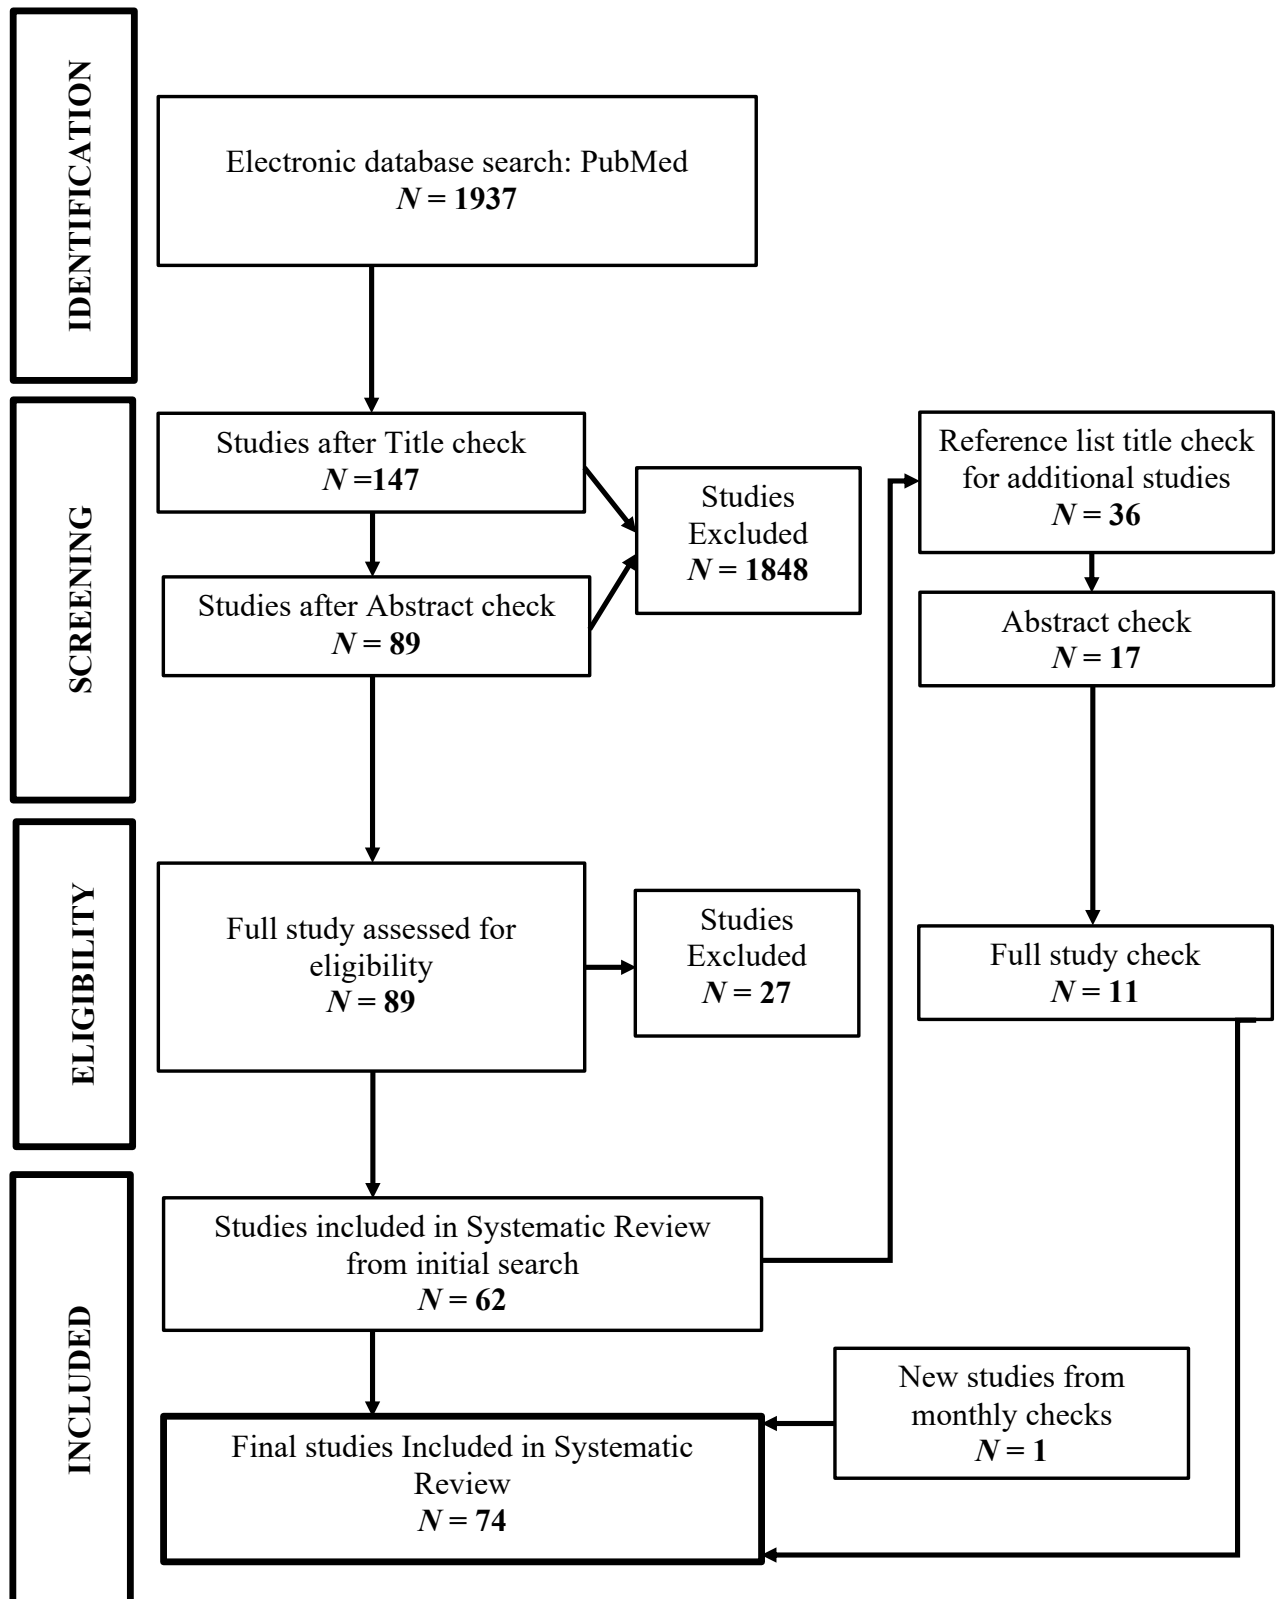 IDENTIFICATION
Electronic database search: PubMed
N = 1937
SCREENING
Studies after Title check
N =147
Studies
Excluded
N = 1848
Studies after Abstract check
N = 89
Reference list title check
for additional studies
N = 36
Abstract check
N = 17
ELIGIBILITY
Full study assessed for
eligibility
N = 89
Studies
Excluded
N = 27
Full study check
N = 11
INCLUDED
Studies included in Systematic Review
from initial search
N = 62
New studies from
monthly checks
N = 1
Final studies Included in Systematic
Review
N = 74